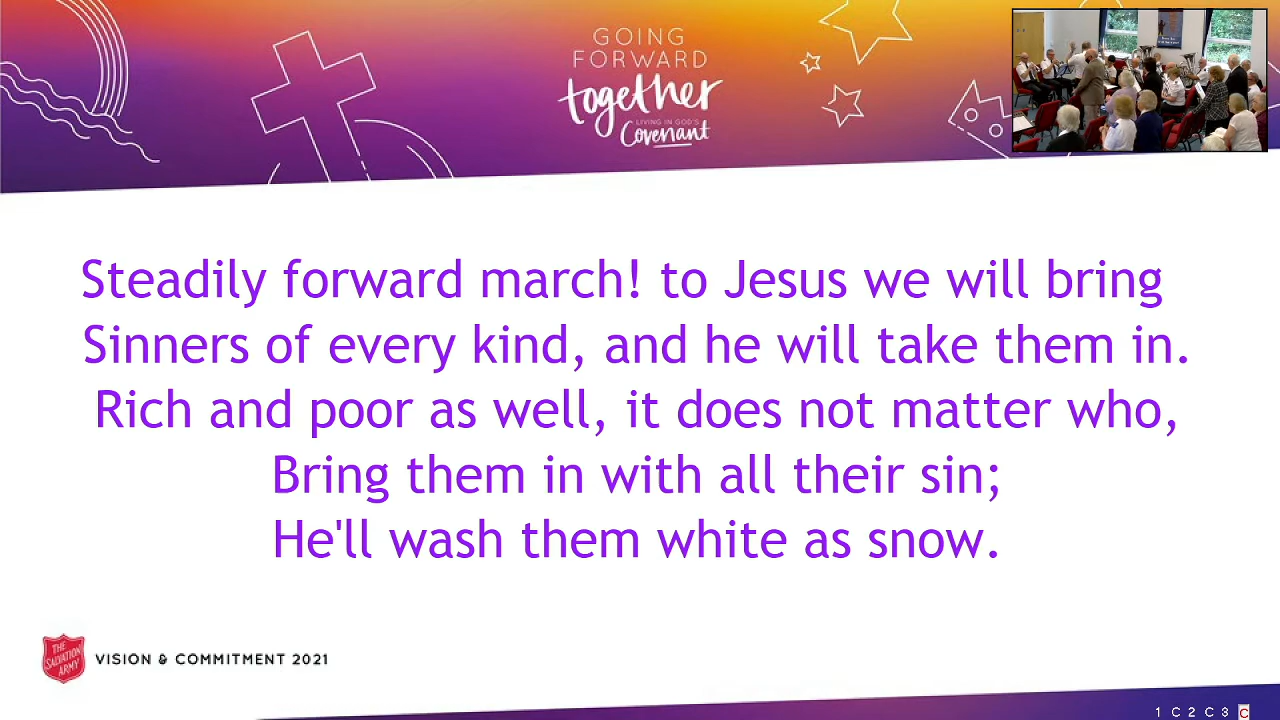 GOING
FORWARD
together
LIVING IN GOD'S
Covenant
Steadily forward march! to Jesus we will bring
Sinners of every kind, and he will take them in.
Rich and poor as well, it does not matter who,
Bring them in with all their sin;
He'll wash them white as snow.
THE
SALVATION
ARMY
VISION & COMMITMENT 2021
1 C 2 C 3 C